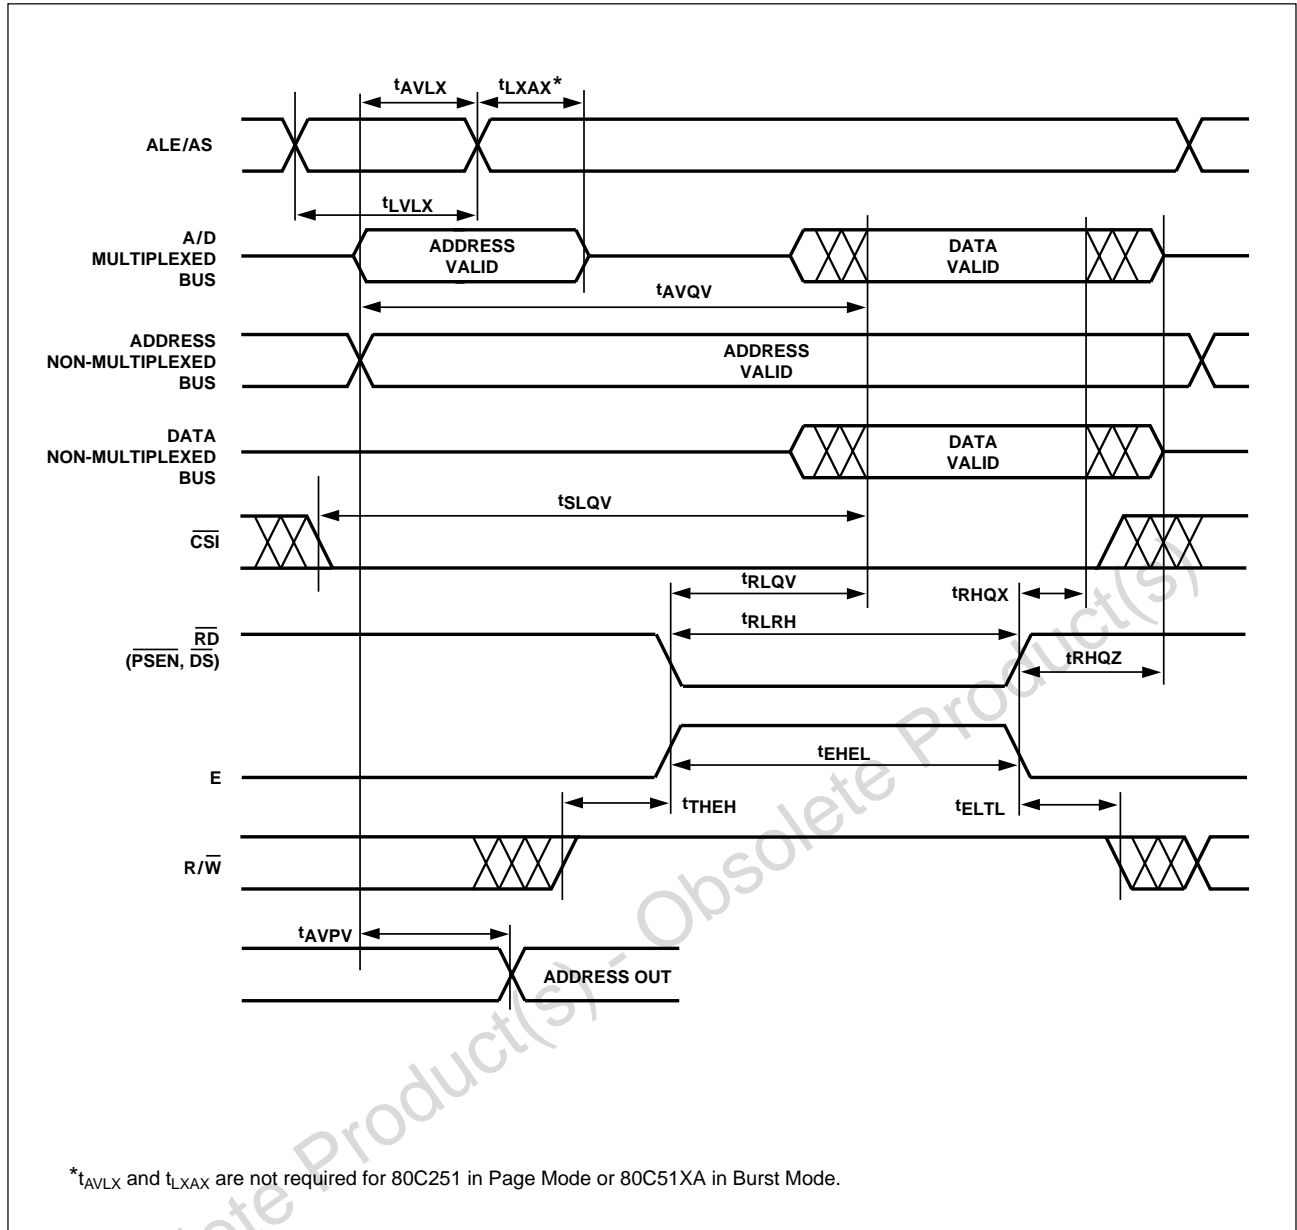 tAVLX tLXAX*
ALE/AS
tLVLX
A/D
MULTIPLEXED
BUS
ADDRESS
VALID
DATA
VALID
tAVQV
ADDRESS
NON-MULTIPLEXED
BUS
ADDRESS
VALID
DATA
NON-MULTIPLEXED
BUS
DATA
VALID
tSLQV
CSI
tRLQV
tRHQX
tRLRH
RD
(PSEN, DS)
tRHQZ
tEHEL
E
tTHEH
tELTL
R/W
tAVPV
ADDRESS OUT
*tAVLX and tLXAX are not required for 80C251 in Page Mode or 80C51XA in Burst Mode.
lete Product(s) - Obsolete Product(s)